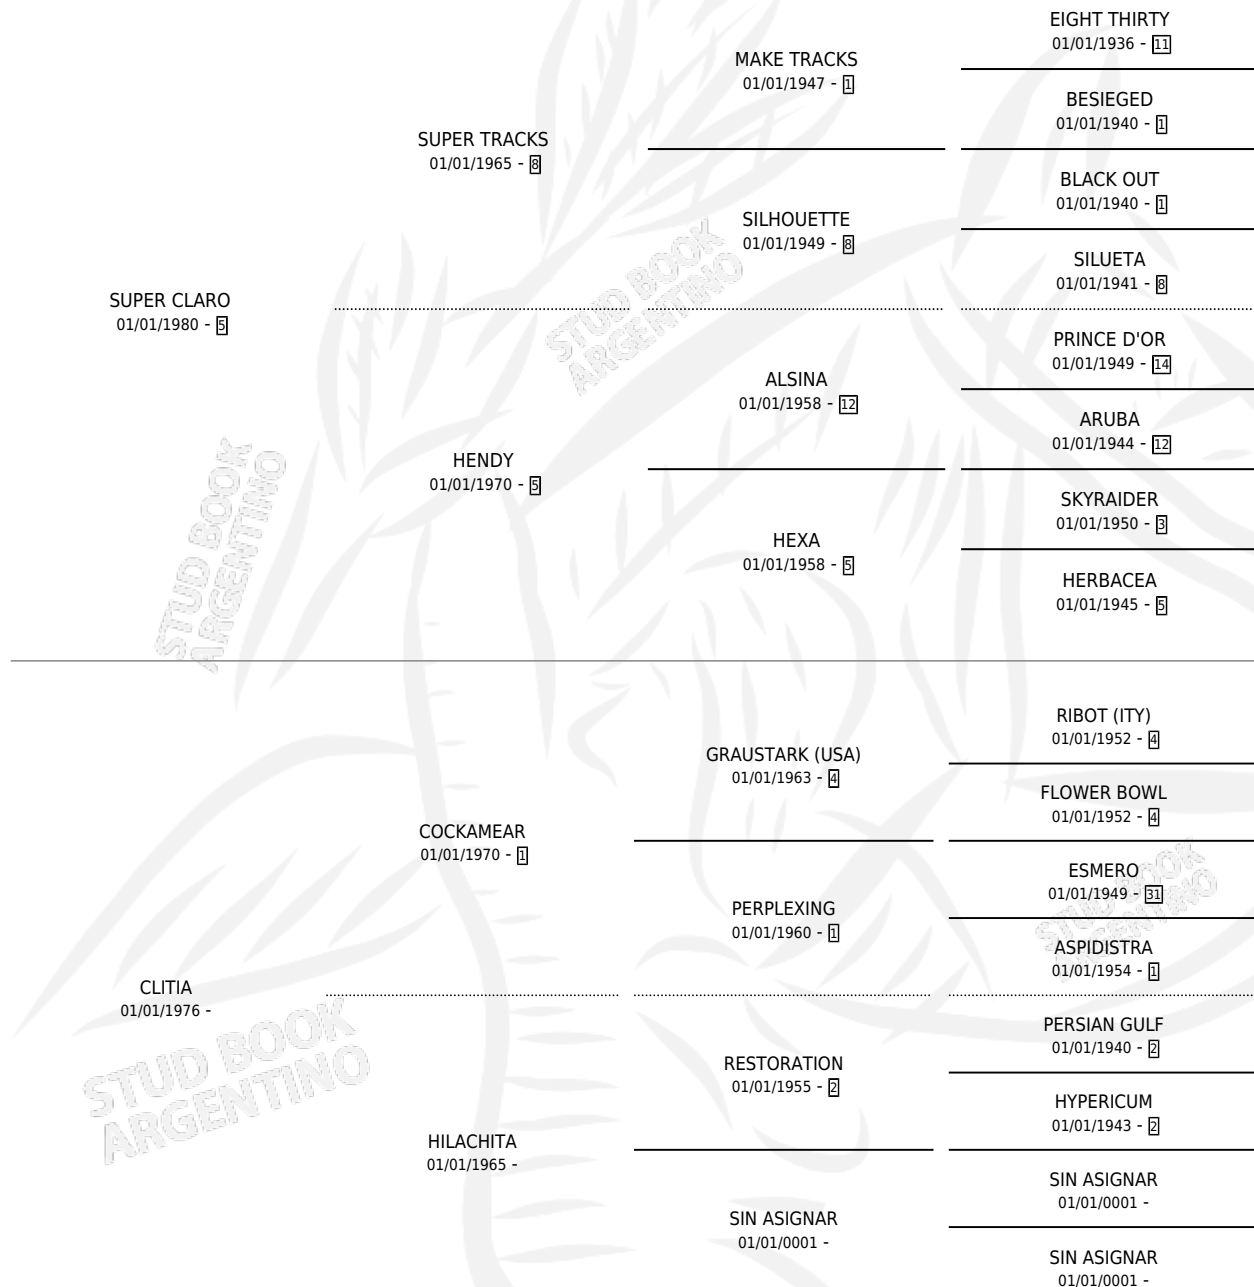 SUPER CLARO
01/01/1980 - 5
SUPER TRACKS
01/01/1965 - 8
MAKE TRACKS
01/01/1947 - 1
EIGHT THIRTY
01/01/1936 - 11
BESIEGED
01/01/1940 - 1
SILHOUETTE
01/01/1949 - 8
BLACK OUT
01/01/1940 - 1
SILUETA
01/01/1941 - 8
HENDY
01/01/1970 - 5
ALSINA
01/01/1958 - 12
PRINCE D'OR
01/01/1949 - 14
ARUBA
01/01/1944 - 12
HEXA
01/01/1958 - 5
SKYRAIDER
01/01/1950 - 3
HERBACEA
01/01/1945 - 5
CLITIA
01/01/1976 -
COCKAMEAR
01/01/1970 - 1
GRAUSTARK (USA)
01/01/1963 - 4
RIBOT (ITY)
01/01/1952 - 4
FLOWER BOWL
01/01/1952 - 4
PERPLEXING
01/01/1960 - 1
ESMERO
01/01/1949 - 31
ASPIDISTRA
01/01/1954 - 1
HILACHITA
01/01/1965 -
RESTORATION
01/01/1955 - 2
PERSIAN GULF
01/01/1940 - 2
HYPERICUM
01/01/1943 - 2
SIN ASIGNAR
01/01/0001 -
SIN ASIGNAR
01/01/0001 -
SIN ASIGNAR
01/01/0001 -
STUD BOOK
ARGENTINO
STUD BOOK
ARGENTINO
STUD BOOK
ARGENTINO
STUD BOOK
ARGENTINO